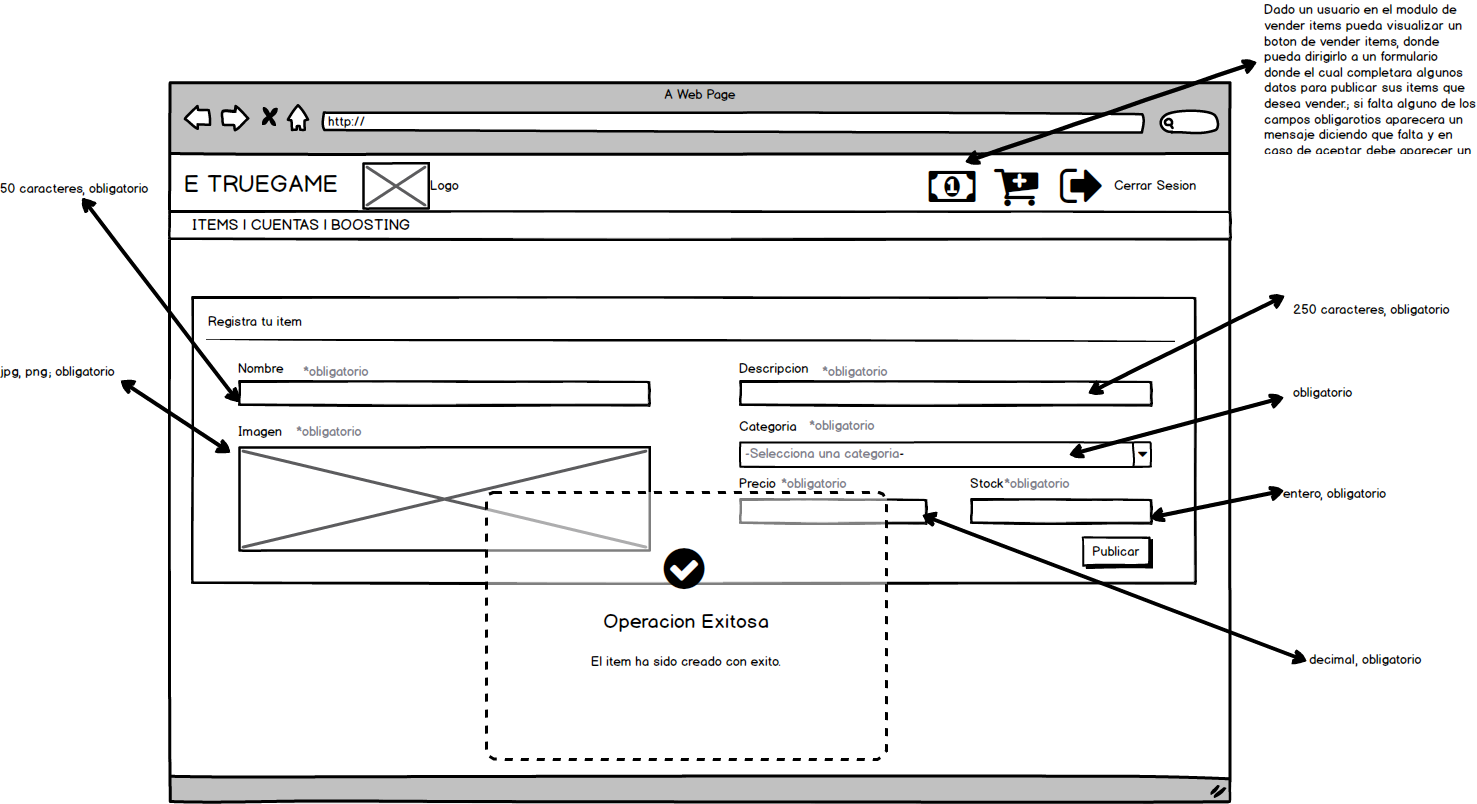 Dado un usuario en el modulo de
vender items pueda visualizar un
boton de vender items, donde
pueda dirigirlo a un formulario
donde el cual completara algunos
datos para publicar sus items que
desea vender.; si falta alguno de los
campos obligarotios aparecera un
mensaje diciendo que falta y en
caso de aceptar debe aparecer un
A Web Page
http://
E TRUEGAME
Logo
1
Cerrar Sesion
50 caracteres, obligatorio
ITEMS | CUENTAS | BOOSTING
Registra tu item
250 caracteres, obligatorio
Nombre *obligatorio
Descripcion *obligatorio
jpg, png; obligatorio
obligatorio
Imagen *obligatorio
Categoria *obligatorio
-Selecciona una categoria-
Precio *obligatorio
Stock*obligatorio
entero, obligatorio
Publicar
Operacion Exitosa
El item ha sido creado con exito.
decimal, obligatorio